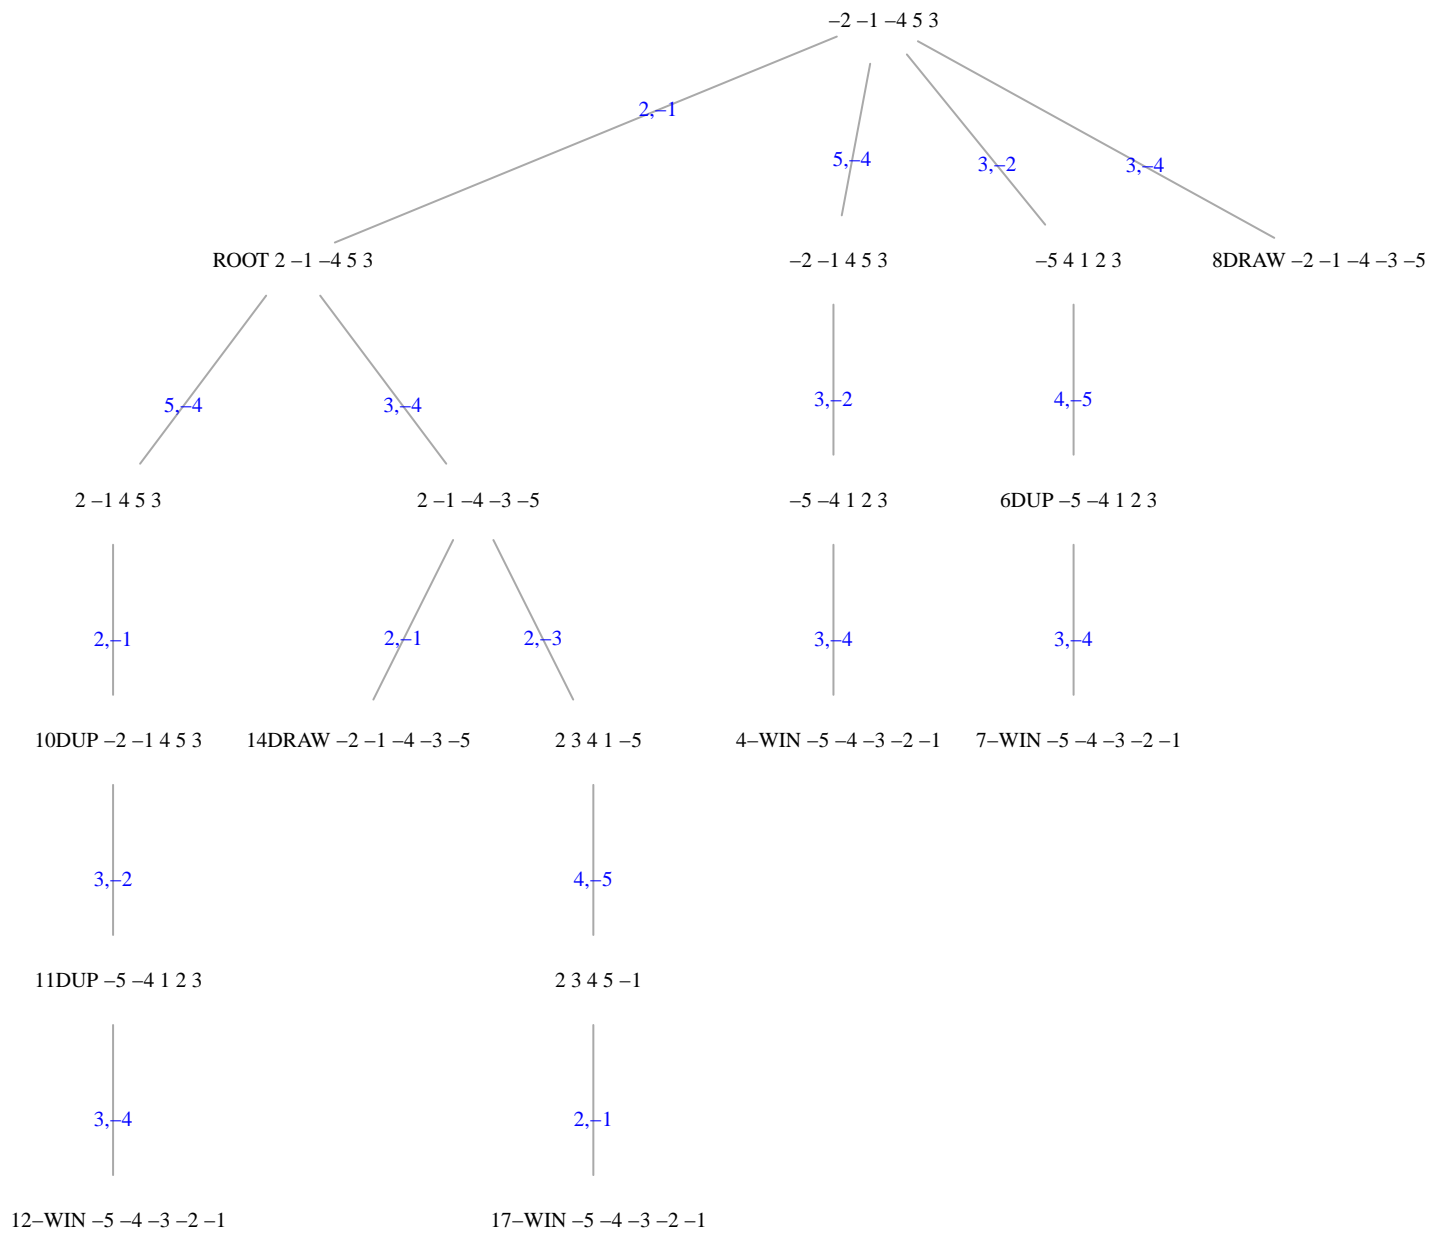 –2 –1 –4 5 3
2,–1
5,–4
3,–2
3,–4
ROOT 2 –1 –4 5 3
–2 –1 4 5 3
–5 4 1 2 3
8DRAW –2 –1 –4 –3 –5
5,–4
3,–4
3,–2
4,–5
2 –1 4 5 3
2 –1 –4 –3 –5
–5 –4 1 2 3
6DUP –5 –4 1 2 3
2,–1
2,–1
2,–3
3,–4
3,–4
10DUP –2 –1 4 5 3
14DRAW –2 –1 –4 –3 –5
2 3 4 1 –5
4–WIN –5 –4 –3 –2 –1
7–WIN –5 –4 –3 –2 –1
3,–2
4,–5
11DUP –5 –4 1 2 3
2 3 4 5 –1
3,–4
2,–1
12–WIN –5 –4 –3 –2 –1
17–WIN –5 –4 –3 –2 –1